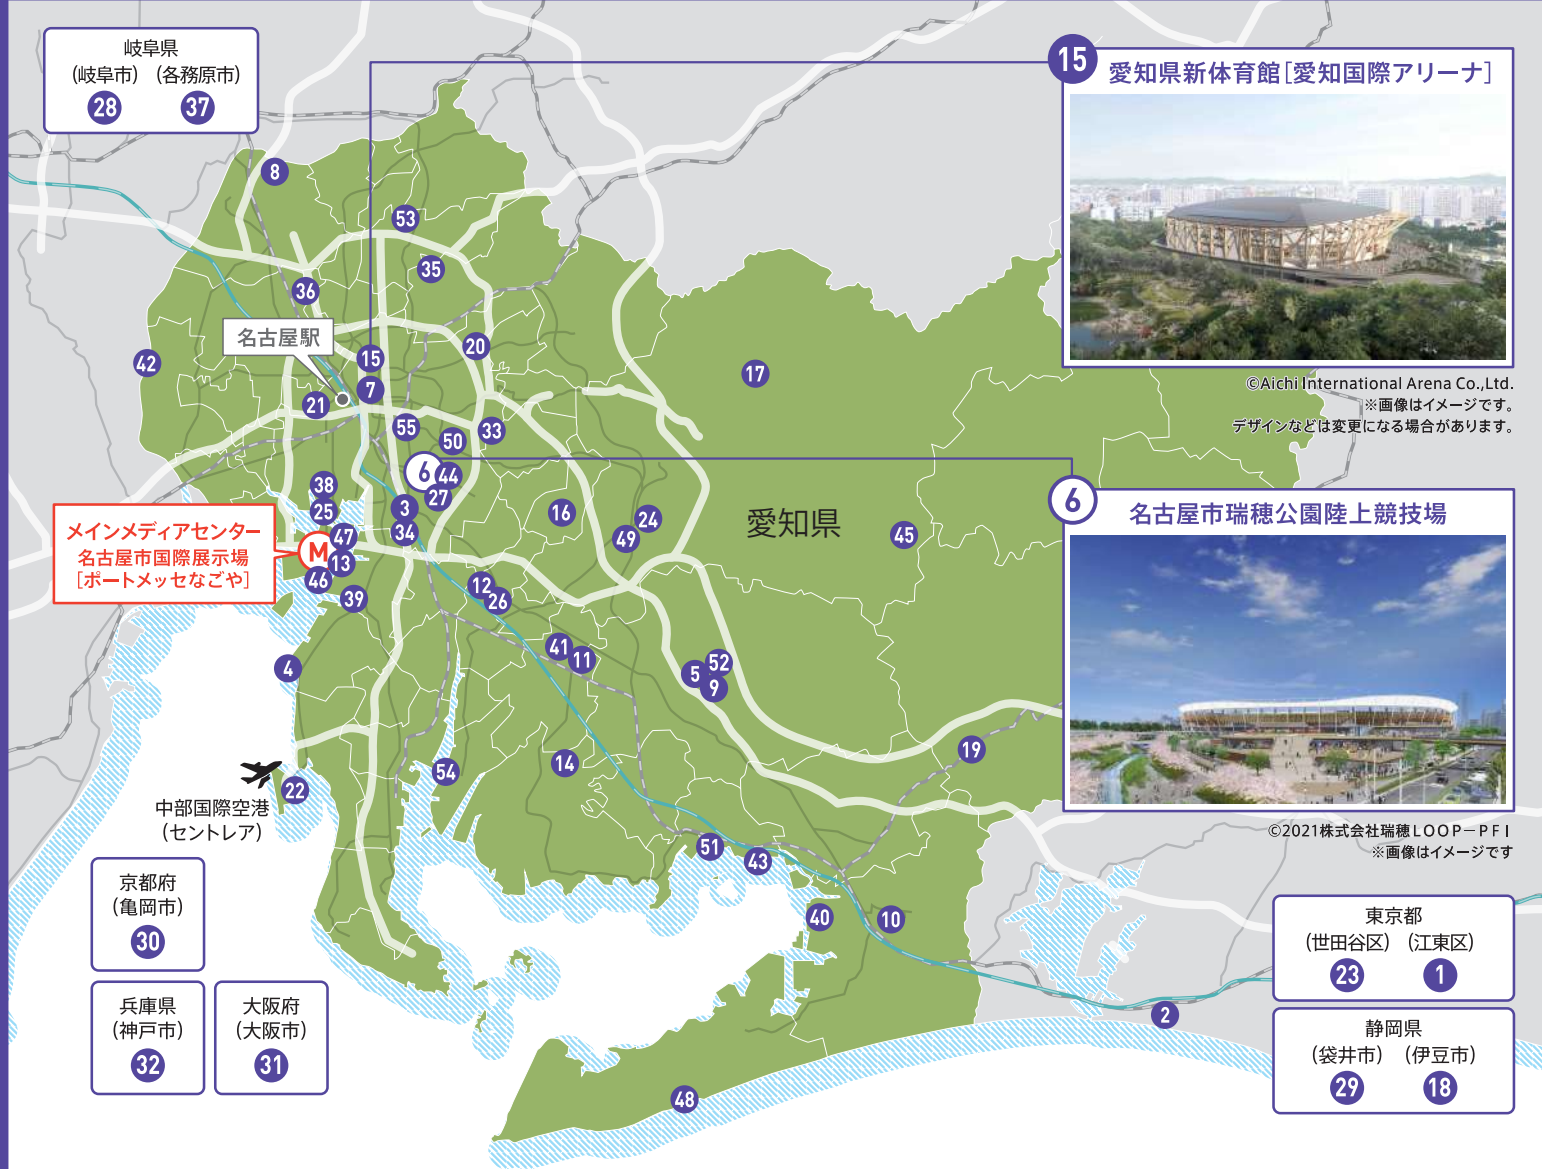 岐阜県
(岐阜市) (各務原市)
28 37
15
愛知県新体育館[愛知国際アリーナ]
©Aichi International Arena Co.,Ltd.
※画像はイメージです。
デザインなどは変更になる場合があります。
8
53
35
36
名古屋駅
15
20
42
7
17
21
55
50
33
6
44
27
38
25
3
34
16
24
49
愛知県
45
6
名古屋市瑞穂公園陸上競技場
©2021株式会社瑞穂LOOP-PFI
※画像はイメージです
メインメディアセンター
名古屋市国際展示場
[ポートメッセなごや]
M
47
13
46
39
12
26
41
11
4
5
52
9
19
14
54
22
中部国際空港
(セントレア)
51
43
40
10
2
48
京都府
(亀岡市)
30
兵庫県
(神戸市)
32
大阪府
(大阪市)
31
東京都
(世田谷区) (江東区)
23 1
静岡県
(袋井市) (伊豆市)
29 18